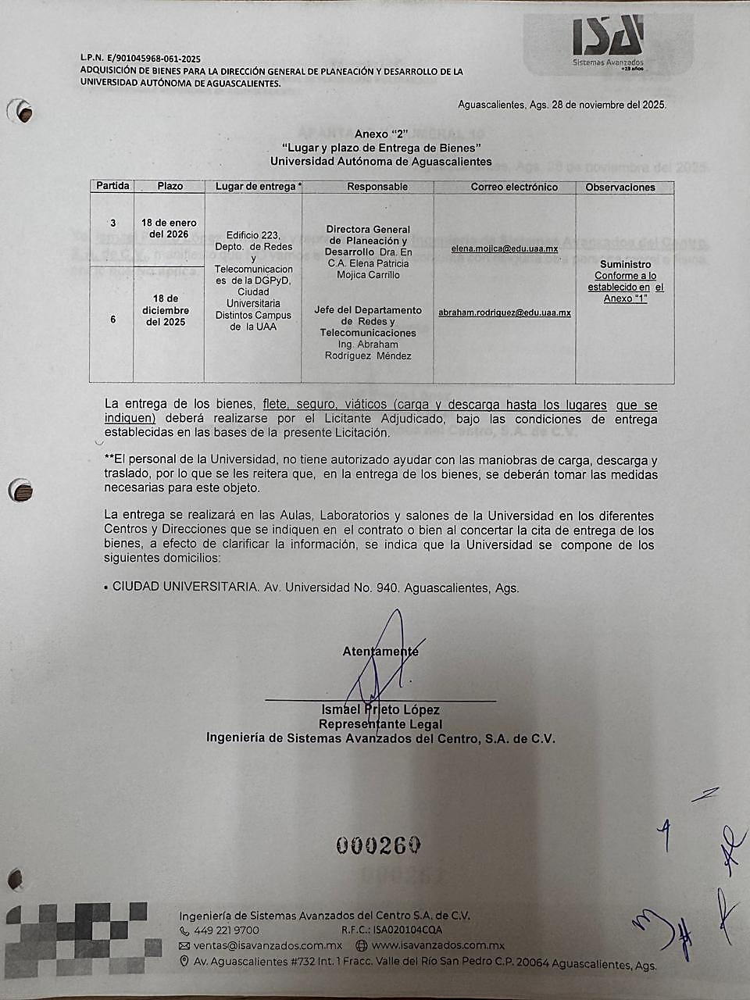 ISA
Sistemas Avanzados
+25 años
L.P.N. E/901045968-061-2025
ADQUISICIÓN DE BIENES PARA LA DIRECCIÓN GENERAL DE PLANEACIÓN Y DESARROLLO DE LA
UNIVERSIDAD AUTÓNOMA DE AGUASCALIENTES.
Aguascalientes, Ags. 28 de noviembre del 2025.
Anexo “2”
“Lugar y plazo de Entrega de Bienes”
Universidad Autónoma de Aguascalientes
Partida Plazo Lugar de entrega * Responsable Correo electrónico Observaciones
3
18 de enero
del 2026
6
18 de
diciembre
del 2025
Edificio 223,
Depto. de Redes
y
Telecomunicacion
es de la DGPyD,
Ciudad
Universitaria
Distintos Campus
de la UAA
Directora General
de Planeación y
Desarrollo Dra. En
C.A. Elena Patricia
Mojica Carrillo
Jefe del Departamento
de Redes y
Telecomunicaciones
Ing. Abraham
Rodríguez Méndez
elena.mojica@edu.uaa.mx
abraham.rodriguez@edu.uaa.mx
Suministro
Conforme a lo
establecido en el
Anexo “1”
La entrega de los bienes, flete, seguro, viáticos (carga y descarga hasta los lugares que se
indiquen) deberá realizarse por el Licitante Adjudicado, bajo las condiciones de entrega
establecidas en las bases de la presente Licitación.
**El personal de la Universidad, no tiene autorizado ayudar con las maniobras de carga, descarga y
traslado, por lo que se les reitera que, en la entrega de los bienes, se deberán tomar las medidas
necesarias para este objeto.
La entrega se realizará en las Aulas, Laboratorios y salones de la Universidad en los diferentes
Centros y Direcciones que se indiquen en el contrato o bien al concertar la cita de entrega de los
bienes, a efecto de clarificar la información, se indica que la Universidad se compone de los
siguientes domicilios:
• CIUDAD UNIVERSITARIA. Av. Universidad No. 940. Aguascalientes, Ags.
Atentamente
Ismael Prieto López
Representante Legal
Ingeniería de Sistemas Avanzados del Centro, S.A. de C.V.
000260
Ingeniería de Sistemas Avanzados del Centro S.A. de C.V.
449 221 9700 R.F.C.: ISA020104CQA
ventas@isavanzados.com.mx www.isavanzados.com.mx
Av. Aguascalientes #732 Int. 1 Fracc. Valle del Río San Pedro C.P. 20064 Aguascalientes, Ags.